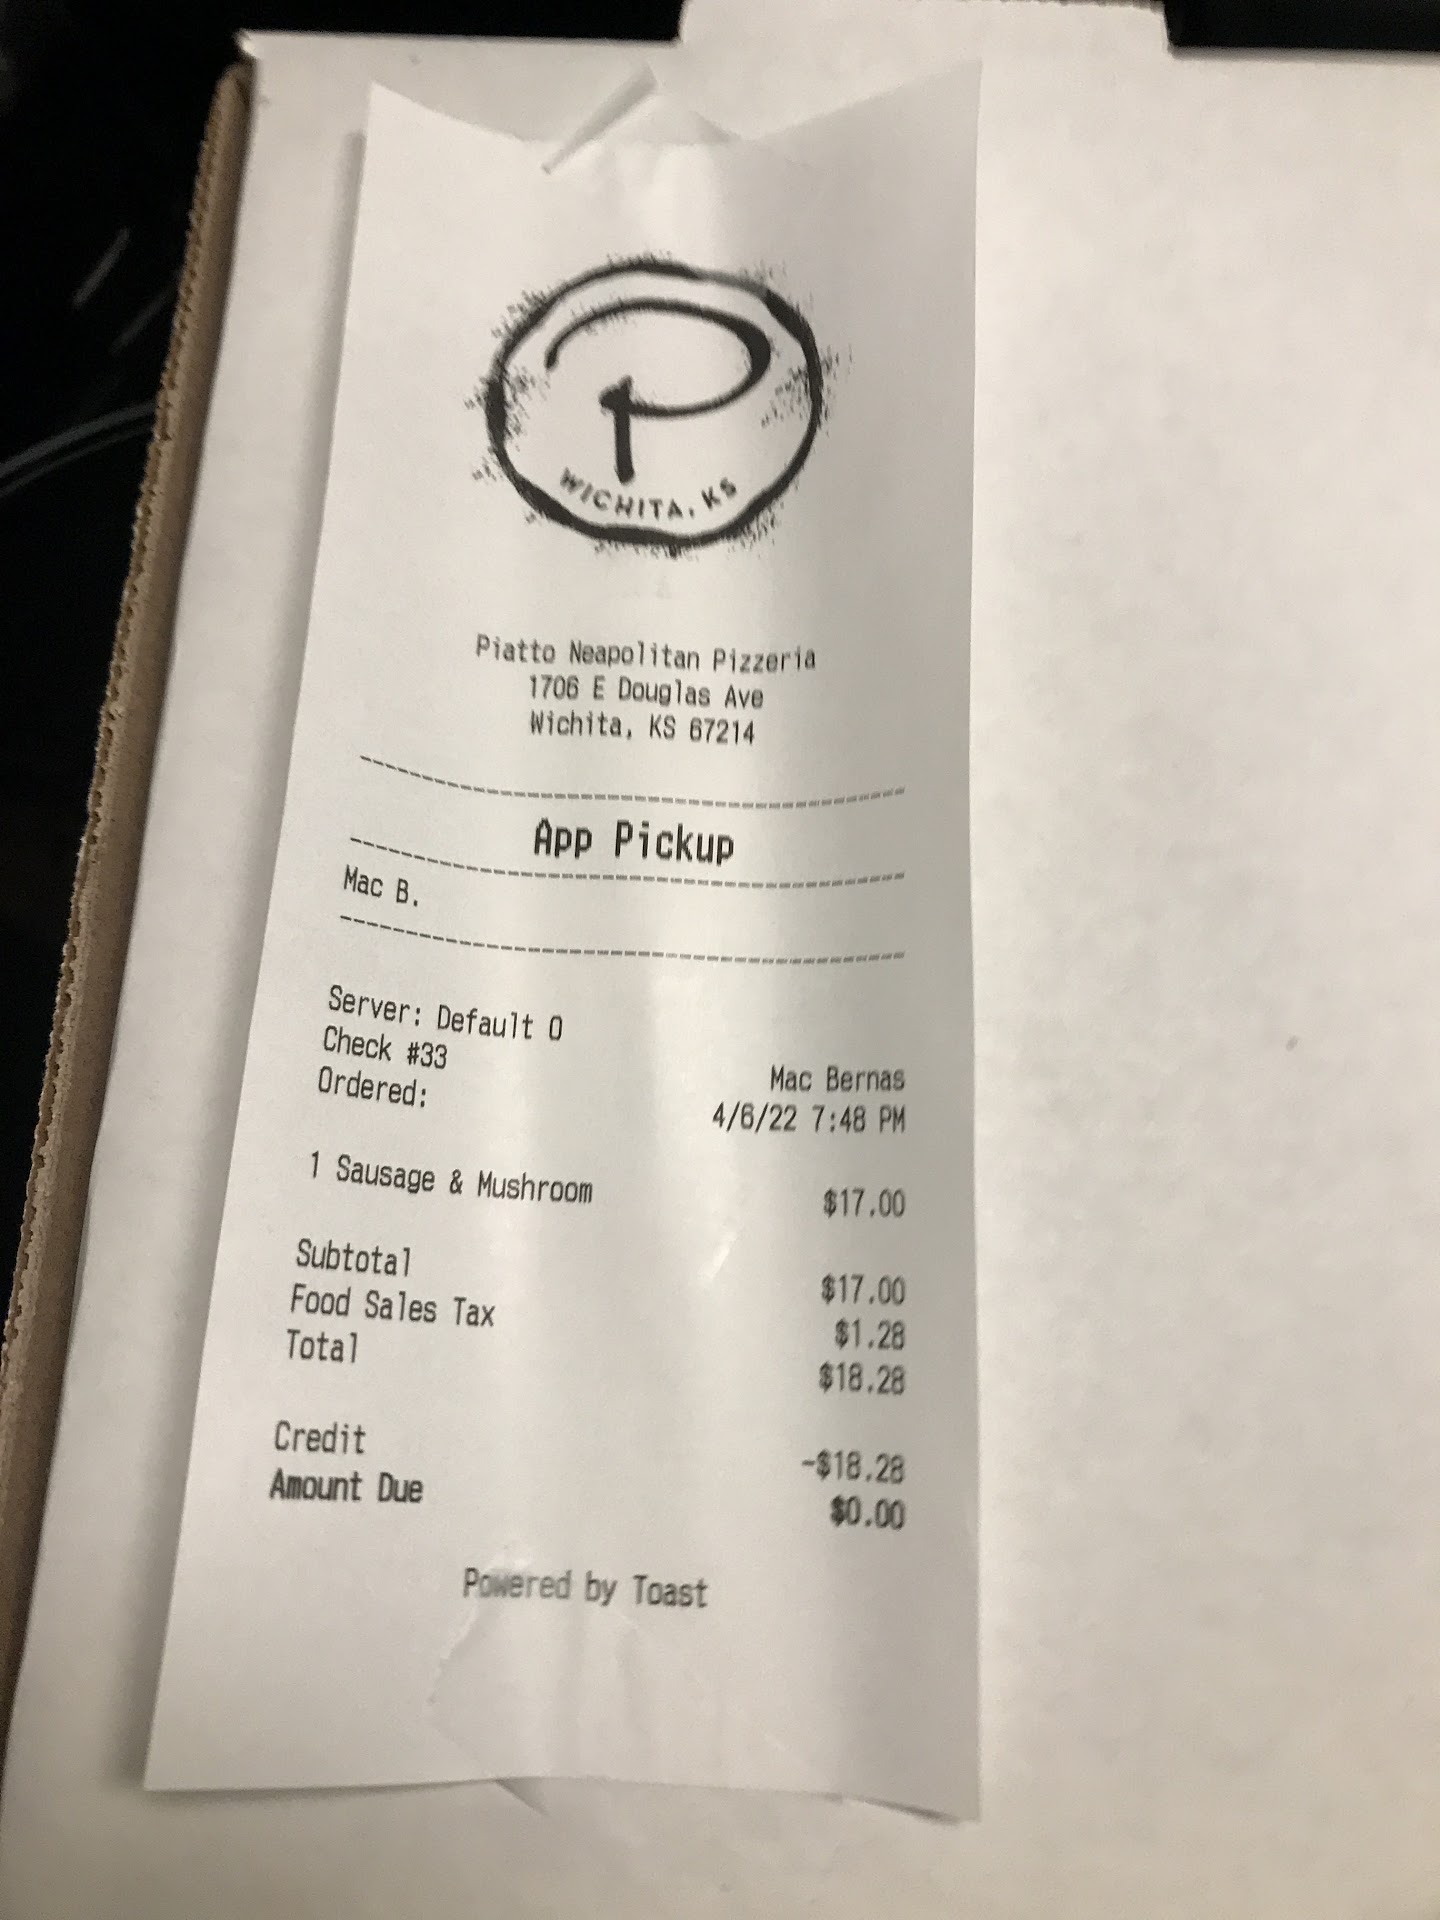 P
WICHITA, KS
Piatto Neapolitan Pizzeria
1706 E Douglas Ave
Wichita, KS 67214
App Pickup
Mac B.
Server: Default O
Check #33 Mac Bernas
Ordered: 4/6/22 7:48 PM
1 Sausage & Mushroom $17.00
Subtotal $17.00
Food Sales Tax $1.28
Total $18.28
Credit -$18.28
Amount Due $0.00
Powered by Toast